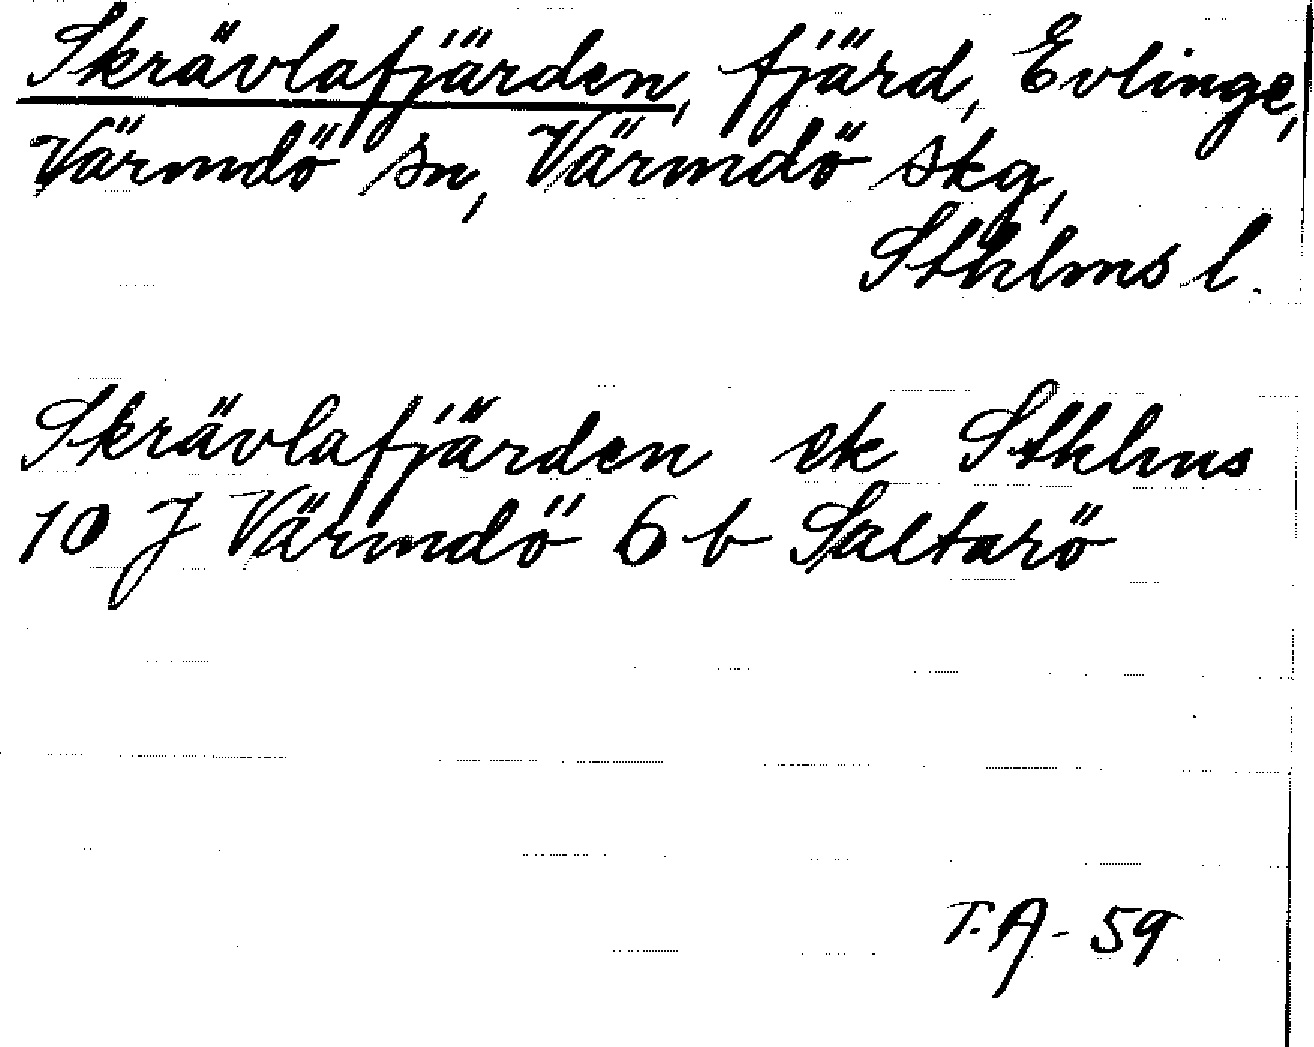 Skrävlafjärden, fjärd, Evlinge,
Värmdö sn, Värmdö skg,
Sthlms l.
Skrävlafjärden ek Sthlms
10 J Värmdö 6 b Saltarö
T.A - 59